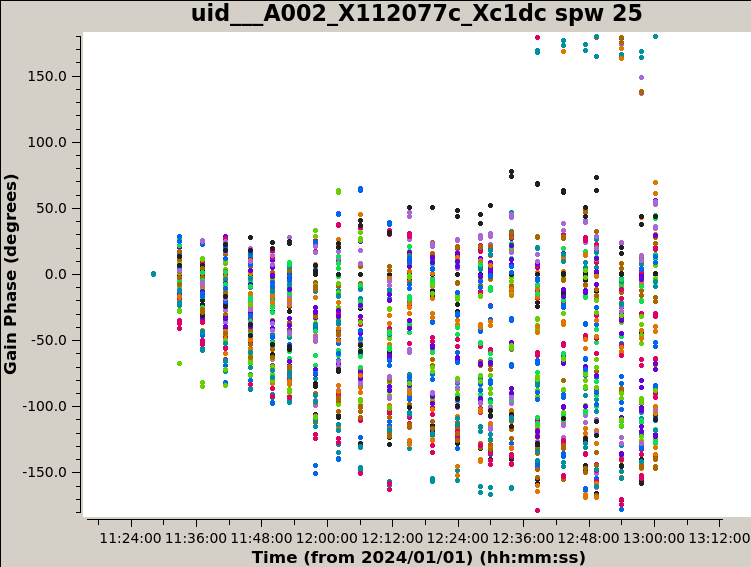 uid___A002_X112077c_Xc1dc spw 25
150.0
100.0
50.0
0.0
-50.0
-100.0
-150.0
Gain Phase (degrees)
11:24:00 11:36:00 11:48:00 12:00:00 12:12:00 12:24:00 12:36:00 12:48:00 13:00:00 13:12:00
Time (from 2024/01/01) (hh:mm:ss)